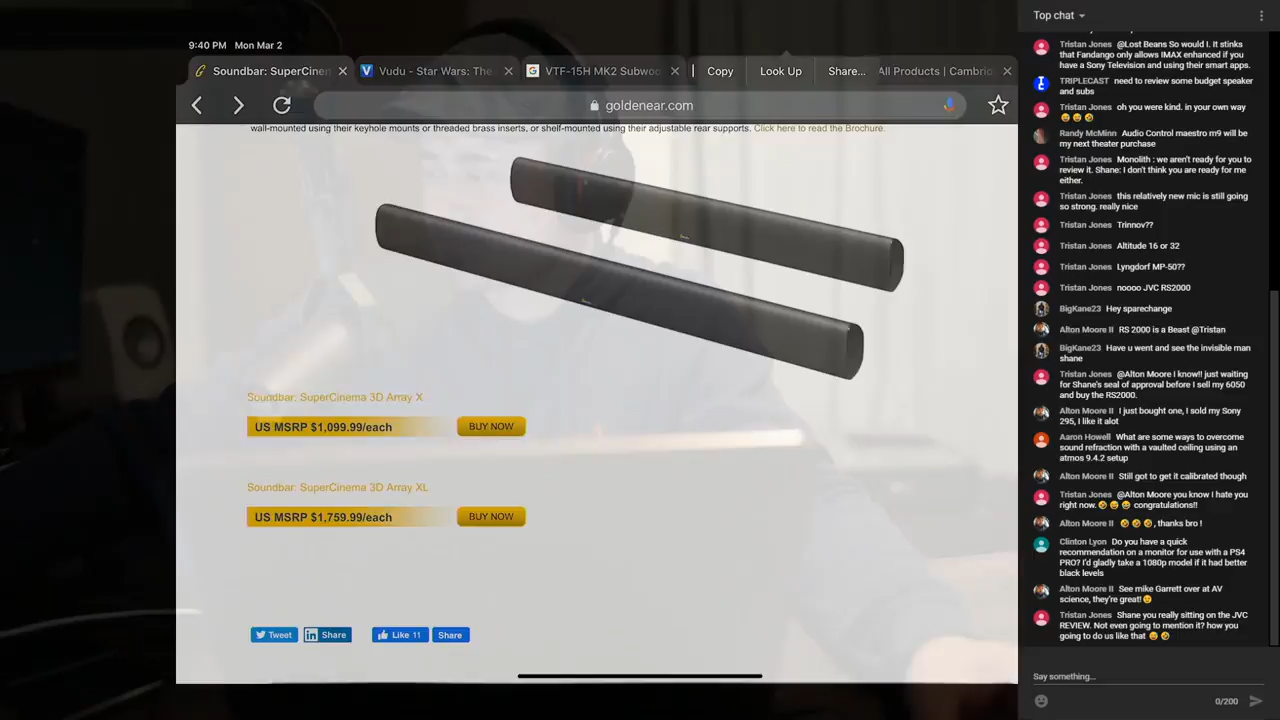 9:40 PM Mon Mar 2
Soundbar: SuperCinem
Vudu - Star Wars: The
VTF-15H MK2 Subwoo
Copy
Look Up
Share...
All Products | Cambrid
goldenear.com
wall-mounted using their keyhole mounts or threaded brass inserts, or shelf-mounted using their adjustable rear supports. Click here to read the Brochure.
Soundbar: SuperCinema 3D Array X
US MSRP $1,099.99/each
BUY NOW
Soundbar: SuperCinema 3D Array XL
US MSRP $1,759.99/each
BUY NOW
Tweet
Share
Like 11
Share
Top chat
Tristan Jones @Lost Beans So would I. It stinks
that Fandango only allows IMAX enhanced if you
have a Sony Television and using their smart apps.
TRIPLECAST need to review some budget speaker
and subs
Tristan Jones oh you were kind. in your own way
😅😅🤣
Randy McMinn Audio Control maestro m9 will be
my next theater purchase
Tristan Jones Monolith : we aren't ready for you to
review it. Shane: I don't think you are ready for me
either.
Tristan Jones this relatively new mic is still going
so strong. really nice
Tristan Jones Trinnov??
Tristan Jones Altitude 16 or 32
Tristan Jones Lyngdorf MP-50??
Tristan Jones noooo JVC RS2000
BigKane23 Hey sparechange
Alton Moore II RS 2000 is a Beast @Tristan
BigKane23 Have u went and see the invisible man
shane
Tristan Jones @Alton Moore I know!! just waiting
for Shane's seal of approval before I sell my 6050
and buy the RS2000.
Alton Moore II I just bought one, I sold my Sony
295, I like it alot
Aaron Howell What are some ways to overcome
sound refraction with a vaulted ceiling using an
atmos 9.4.2 setup
Alton Moore II Still got to get it calibrated though
Tristan Jones @Alton Moore you know I hate you
right now. 🤣😅😂 congratulations!!
Alton Moore II 🤣🤣🤣, thanks bro !
Clinton Lyon Do you have a quick
recommendation on a monitor for use with a PS4
PRO? I'd gladly take a 1080p model if it had better
black levels
Alton Moore II See mike Garrett over at AV
science, they're great!😉
Tristan Jones Shane you really sitting on the JVC
REVIEW. Not even going to mention it? how you
going to do us like that 😅🤣
Say something...
0/200